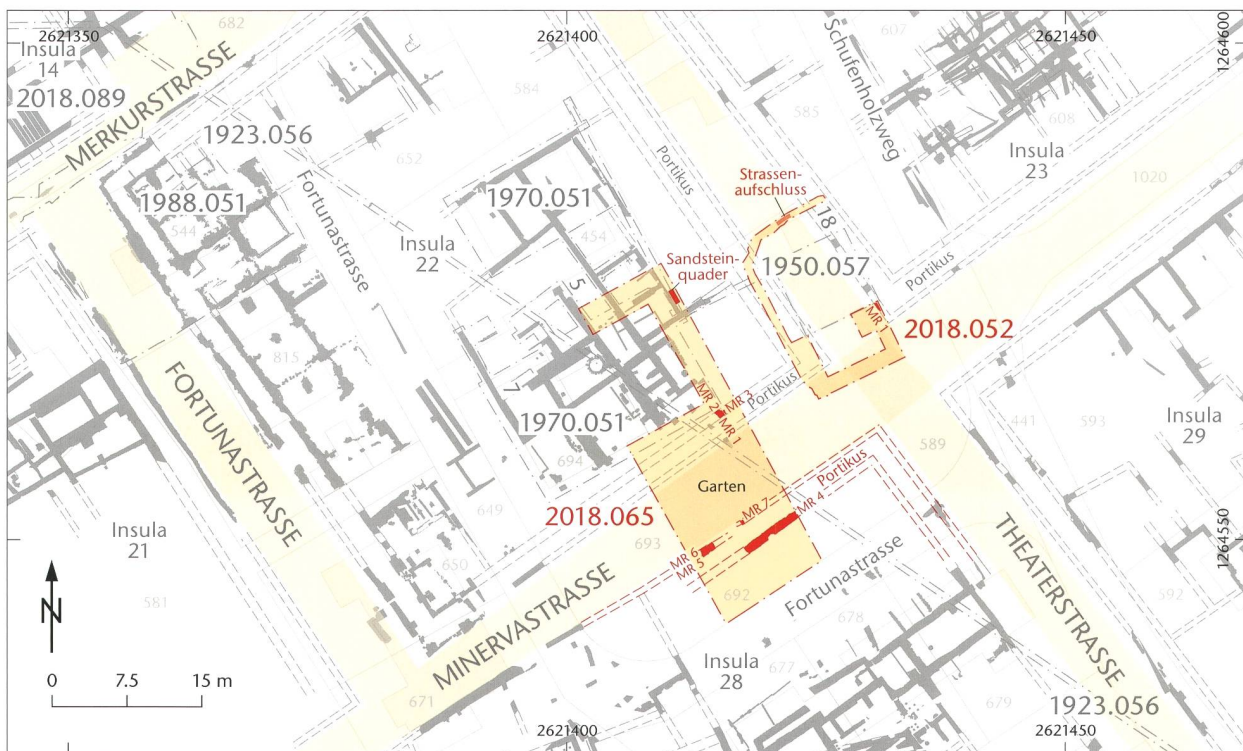 2621350
682
2621400
2621450
1264600
Insula
14
2018.089
MERKURSTRASSE
1923.056
584
585
Schufenholzweg
607
608
Insula
23
1020
652
Portikus
Strassen-
aufschluss
18
1988.051
544
Fortunastrasse
1970.051
454
Insula
22
5
Sandstein-
quader
1950.057
Portikus
MR 1
2018.052
815
FORTUNASTRASSE
7
1970.051
MR 2
MR 3
MR 1
Portikus
694
441
593
Insula
29
589
649
Garten
Portikus
2018.065
MR 7
MR 4
693
MR 6
MR 5
Insula
21
581
650
MINERVASTRASSE
692
Fortunastrasse
THEATERSTRASSE
1264550
592
678
677
Insula
28
679
1923.056
671
N
0 7.5 15 m
2621400
2621450